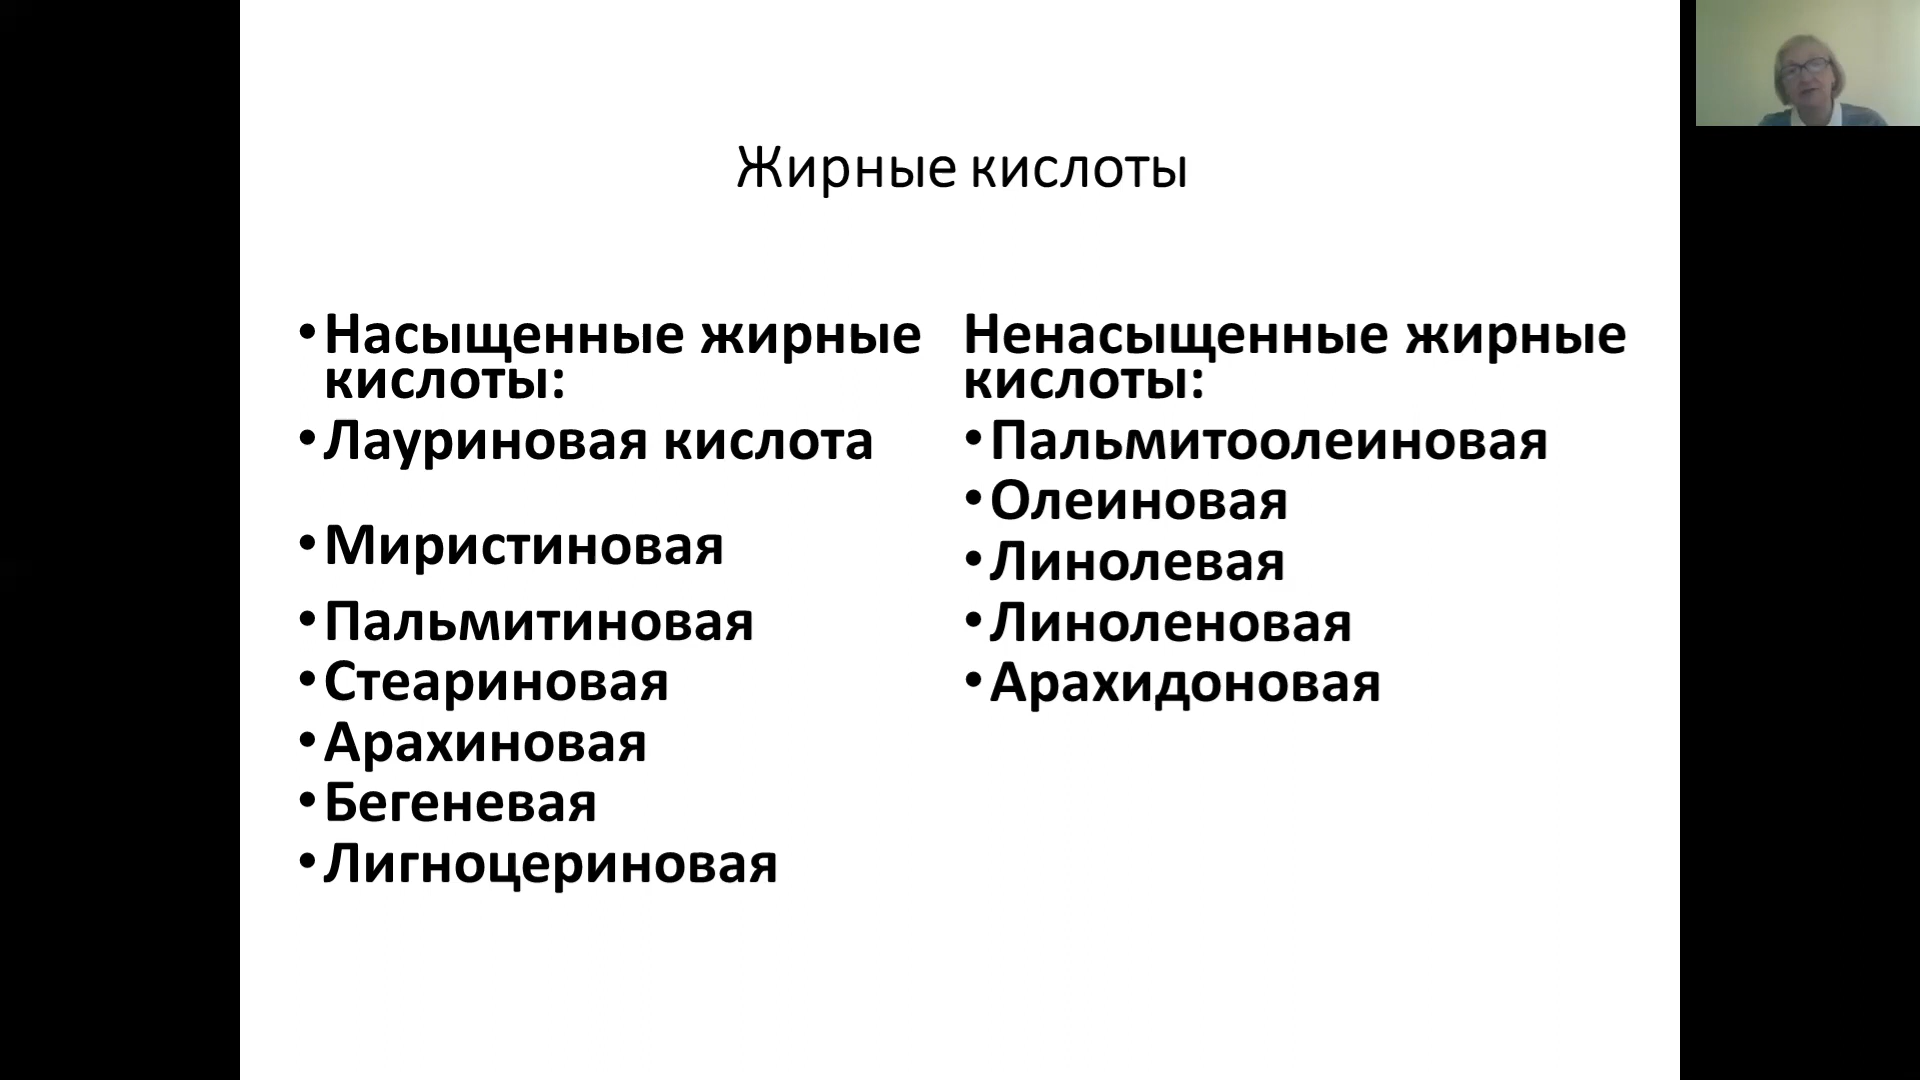 Жирные кислоты
•Насыщенные жирные
кислоты:
•Лауриновая кислота
•Миристиновая
•Пальмитиновая
•Стеариновая
•Арахиновая
•Бегеневая
•Лигноцериновая
Ненасыщенные жирные
кислоты:
•Пальмитоолеиновая
•Олеиновая
•Линолевая
•Линоленовая
•Арахидоновая